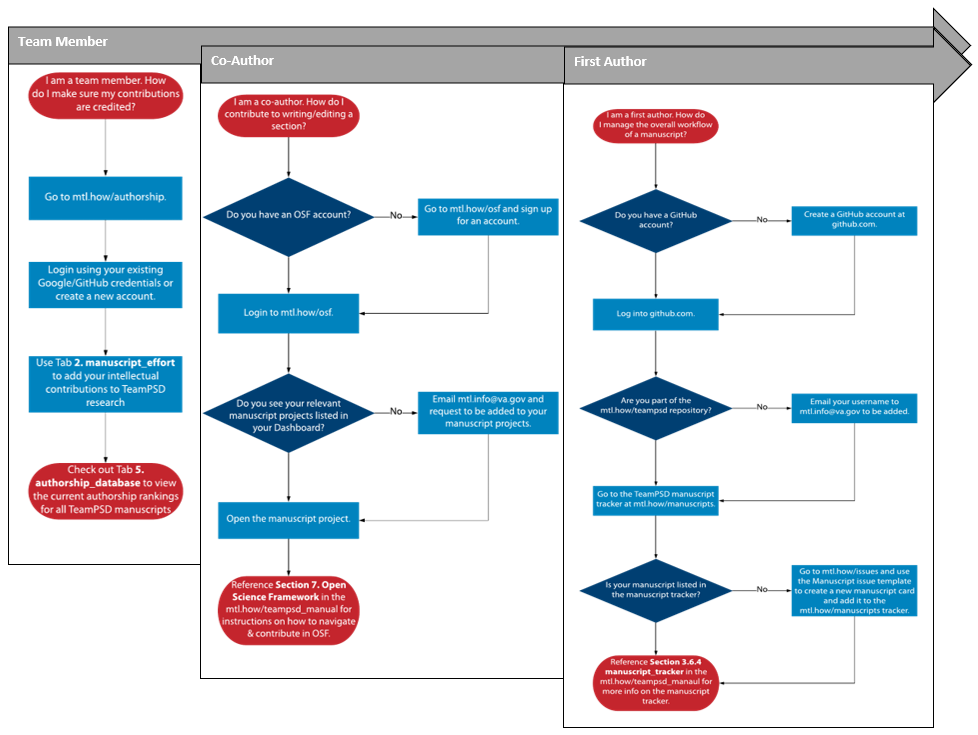 Team Member
I am a team member. How
do I make sure my contributions
are credited?
Go to mtl.how/authorship.
Login using your existing
Google/GitHub credentials or
create a new account.
Use Tab 2. manuscript_effort
to add your intellectual
contributions to TeamPSD
research
Check out Tab 5.
authorship_database to view
the current authorship rankings
for all TeamPSD manuscripts
Co-Author
I am a co-author. How do I
contribute to writing/editing a
section?
Do you have an OSF account?
No
Go to mtl.how/osf and sign up
for an account.
Login to mtl.how/osf.
Do you see your relevant
manuscript projects listed in
your Dashboard?
No
Email mtl.info@va.gov and
request to be added to your
manuscript projects.
Open the manuscript project.
Reference Section 7. Open
Science Framework in the
mtl.how/teampsd_manual for
instructions on how to navigate
& contribute in OSF.
First Author
I am a first author. How do
I manage the overall workflow
of a manuscript?
Do you have a GitHub
account?
No
Create a GitHub account at
github.com.
Log into github.com.
Are you part of the
mtl.how/teampsd repository?
No
Email your username to
mtl.info@va.gov to be added.
Go to the TeamPSD manuscript
tracker at mtl.how/manuscripts.
Is your manuscript listed in
the manuscript tracker?
No
Go to mtl.how/issues and use
the Manuscript issue template
to create a new manuscript card
and add it to the
mtl.how/manuscripts tracker.
Reference Section 3.6.4
manuscript_tracker in the
mtl.how/teampsd_manaul for
more info on the manuscript
tracker.